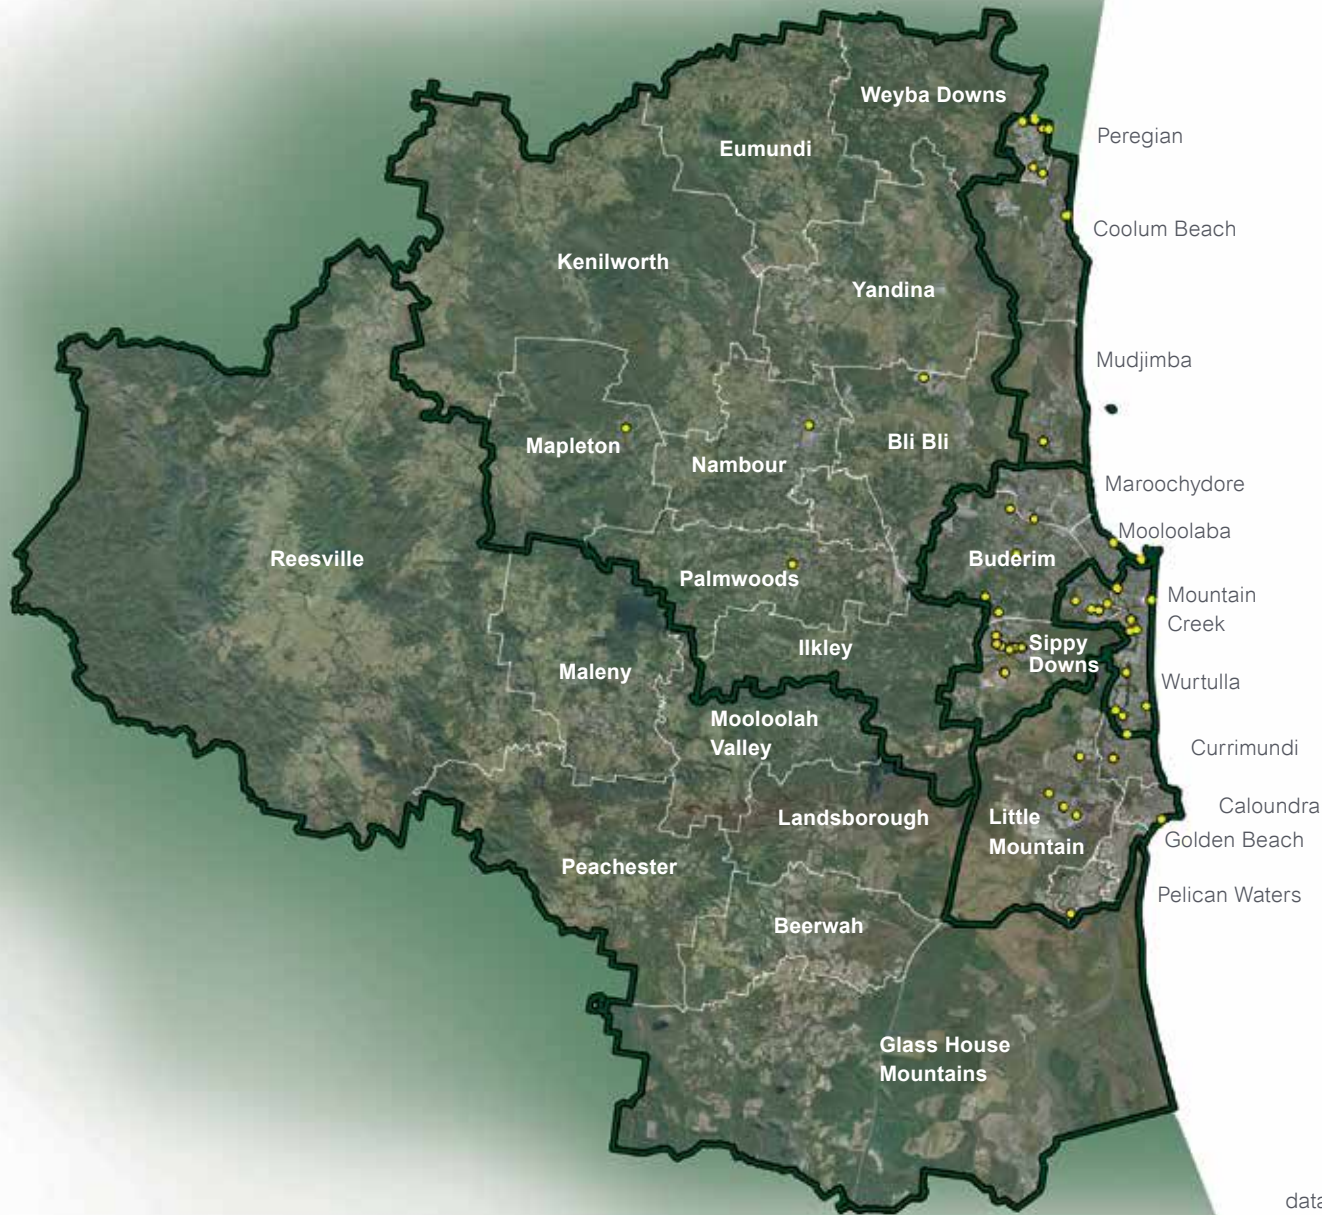 Weyba Downs
Peregian
Eumundi
Coolum Beach
Kenilworth
Yandina
Mudjimba
Mapleton
Nambour
Bli Bli
Maroochydore
Mooloolaba
Reesville
Buderim
Palmwoods
Mountain
Creek
Ilkley
Sippy
Downs
Maleny
Wurtulla
Mooloolah
Valley
Currimundi
Landsborough
Little
Mountain
Caloundra
Golden Beach
Peachester
Pelican Waters
Beerwah
Glass House
Mountains
data